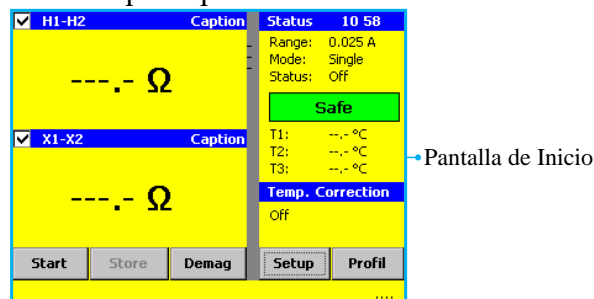 H1-H2 Caption
---.- Ω
X1-X2 Caption
---.- Ω
Status 10 58
Range: 0.025 A
Mode: Single
Status: Off
Safe
T1: --.- °C
T2: --.- °C
T3: --.- °C
Temp. Correction
Off
Start Store Demag Setup Profil
....
Pantalla de Inicio